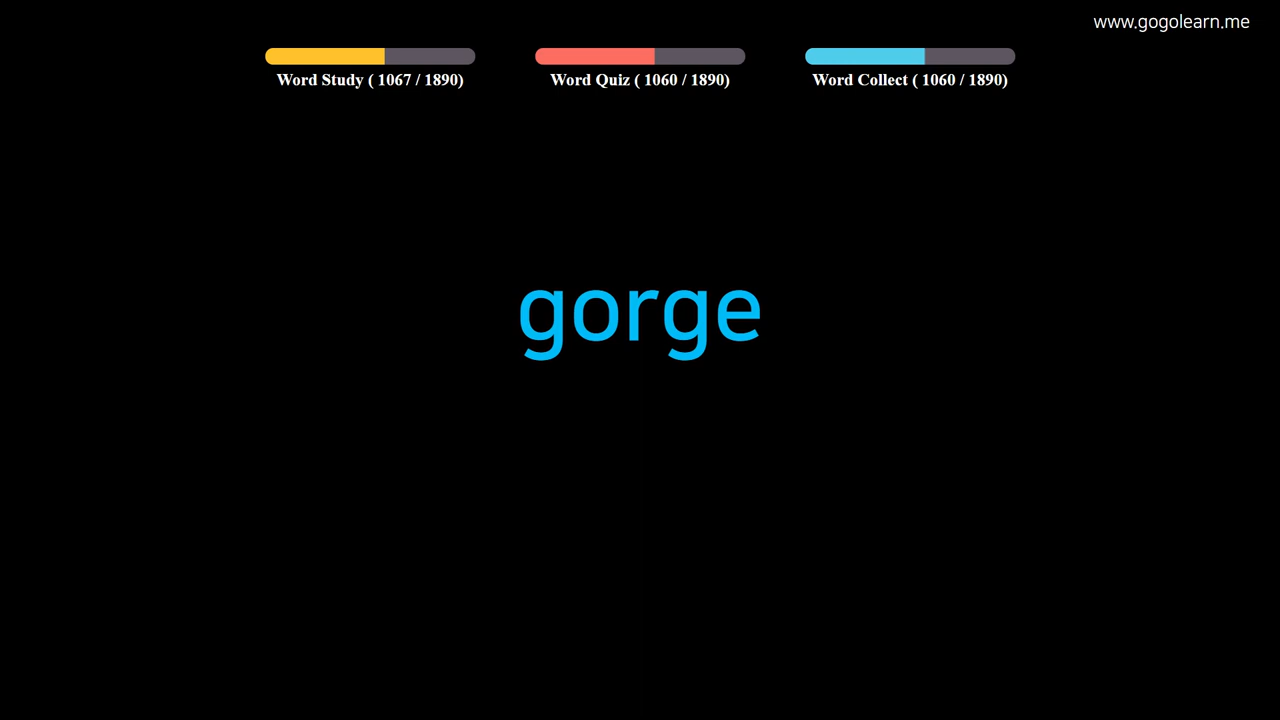 www.gogolearn.me
Word Study ( 1067 / 1890)
Word Quiz ( 1060 / 1890)
Word Collect ( 1060 / 1890)
gorge